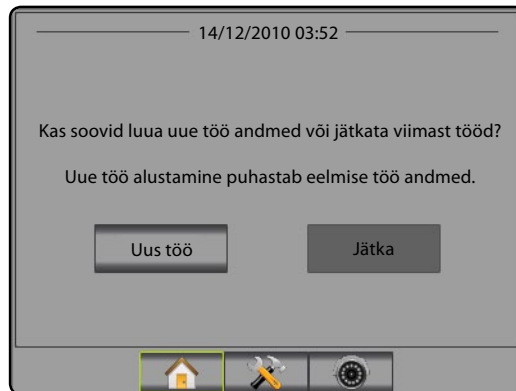 14/12/2010 03:52
Kas soovid luua uue töö andmed või jätkata viimast tööd?
Uue töö alustamine puhastab eelmise töö andmed.
Uus töö
Jätka